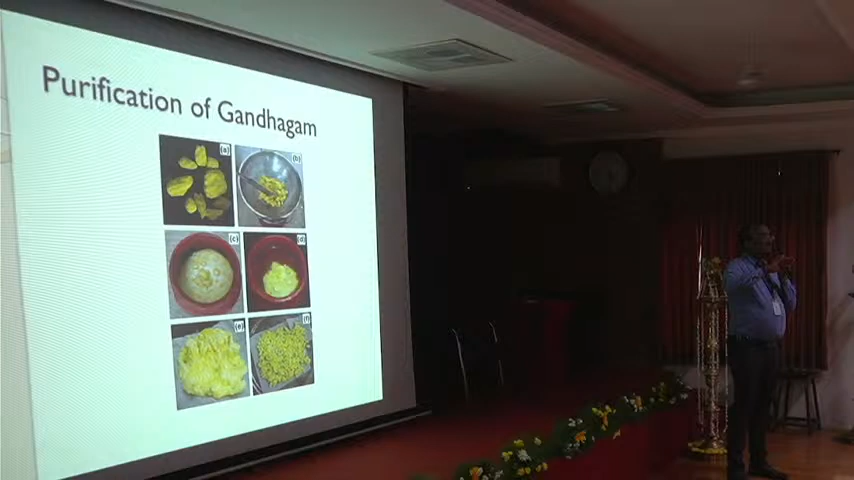 Purification of Gandhagam
(a)
(b)
(c)
(d)
(e)
(f)